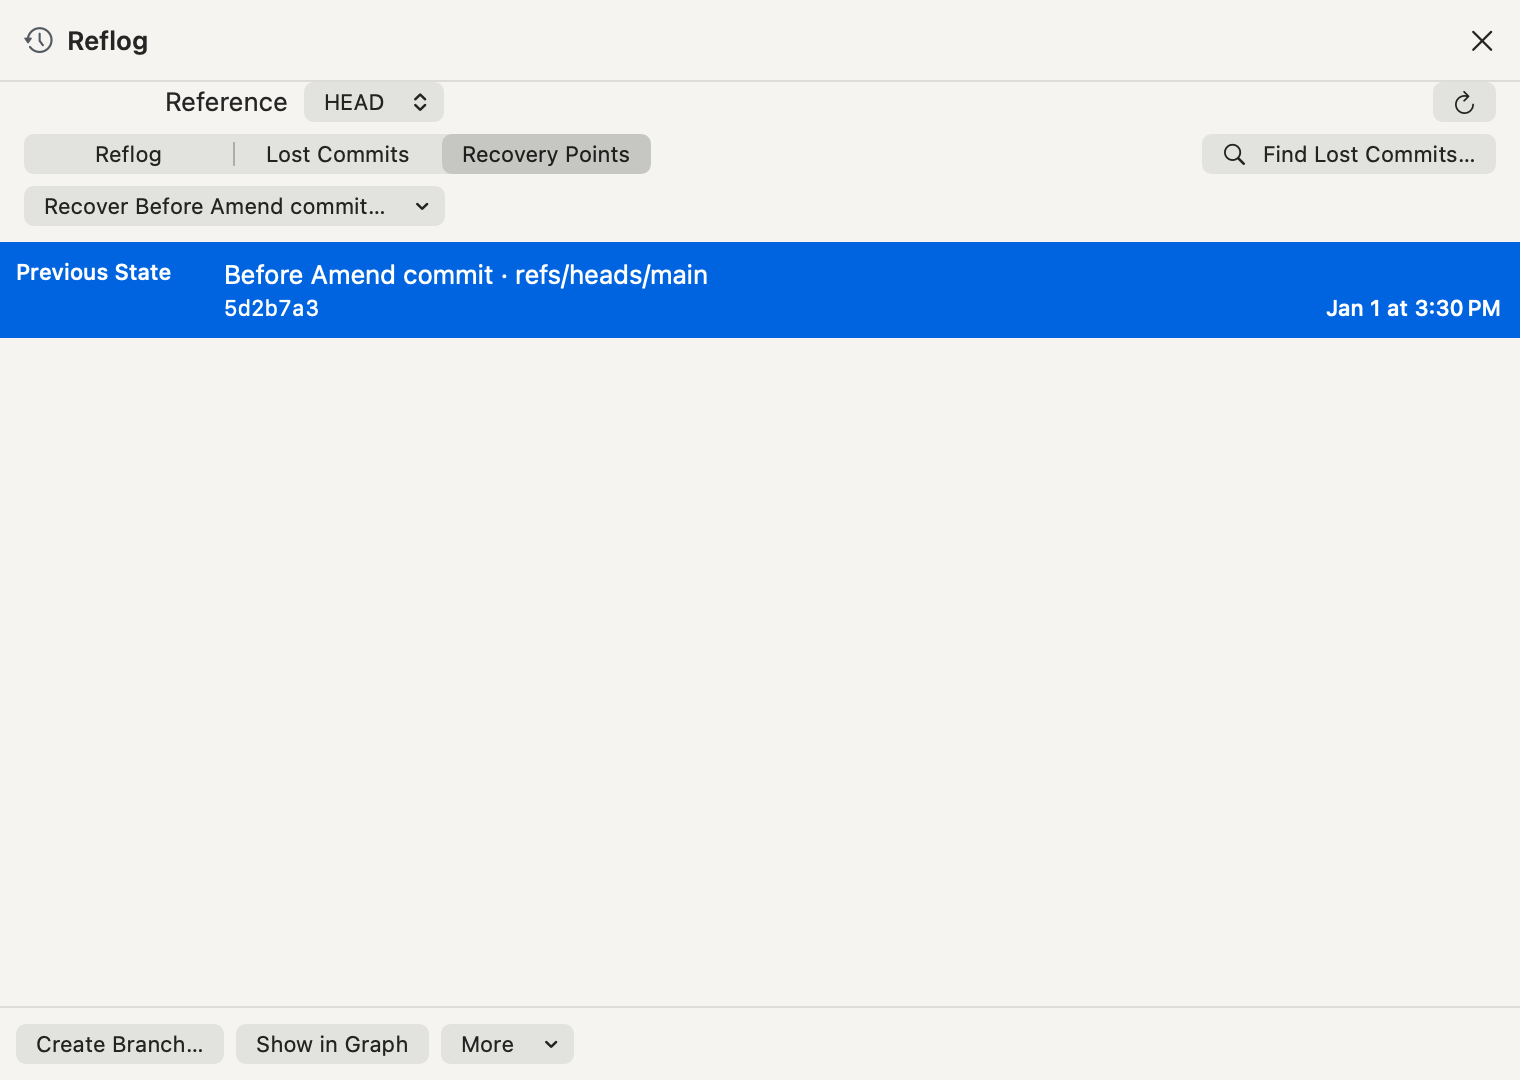 Reflog
Reference HEAD
Reflog Lost Commits Recovery Points Find Lost Commits...
Recover Before Amend commit...
Previous State Before Amend commit · refs/heads/main
5d2b7a3 Jan 1 at 3:30 PM
Create Branch... Show in Graph More